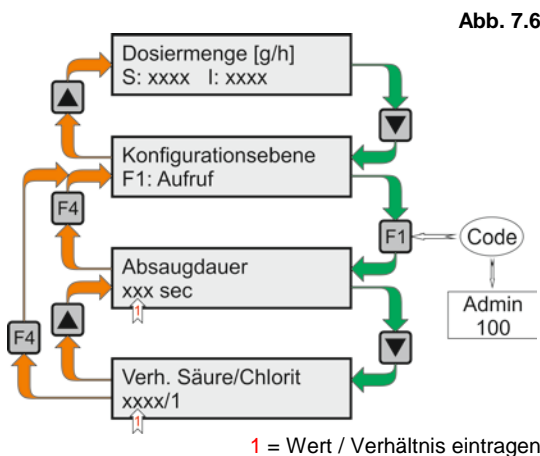 Abb. 7.6
Dosiermenge [g/h]
S: xxxx I: xxxx
▲
▼
Konfigurationsebene
F1: Aufruf
F4
F1
Code
Absaugdauer
xxx sec
1
Admin
100
▲
F4
▼
Verh. Säure/Chlorit
xxxx/1
1
1 = Wert / Verhältnis eintragen